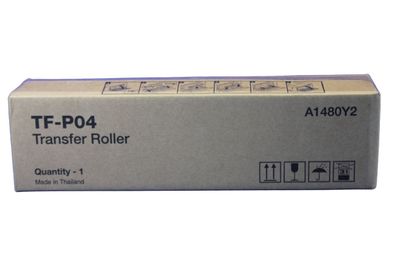 A1480Y2
TF-P04
Transfer Roller
Quantity - 1
Made in Thailand